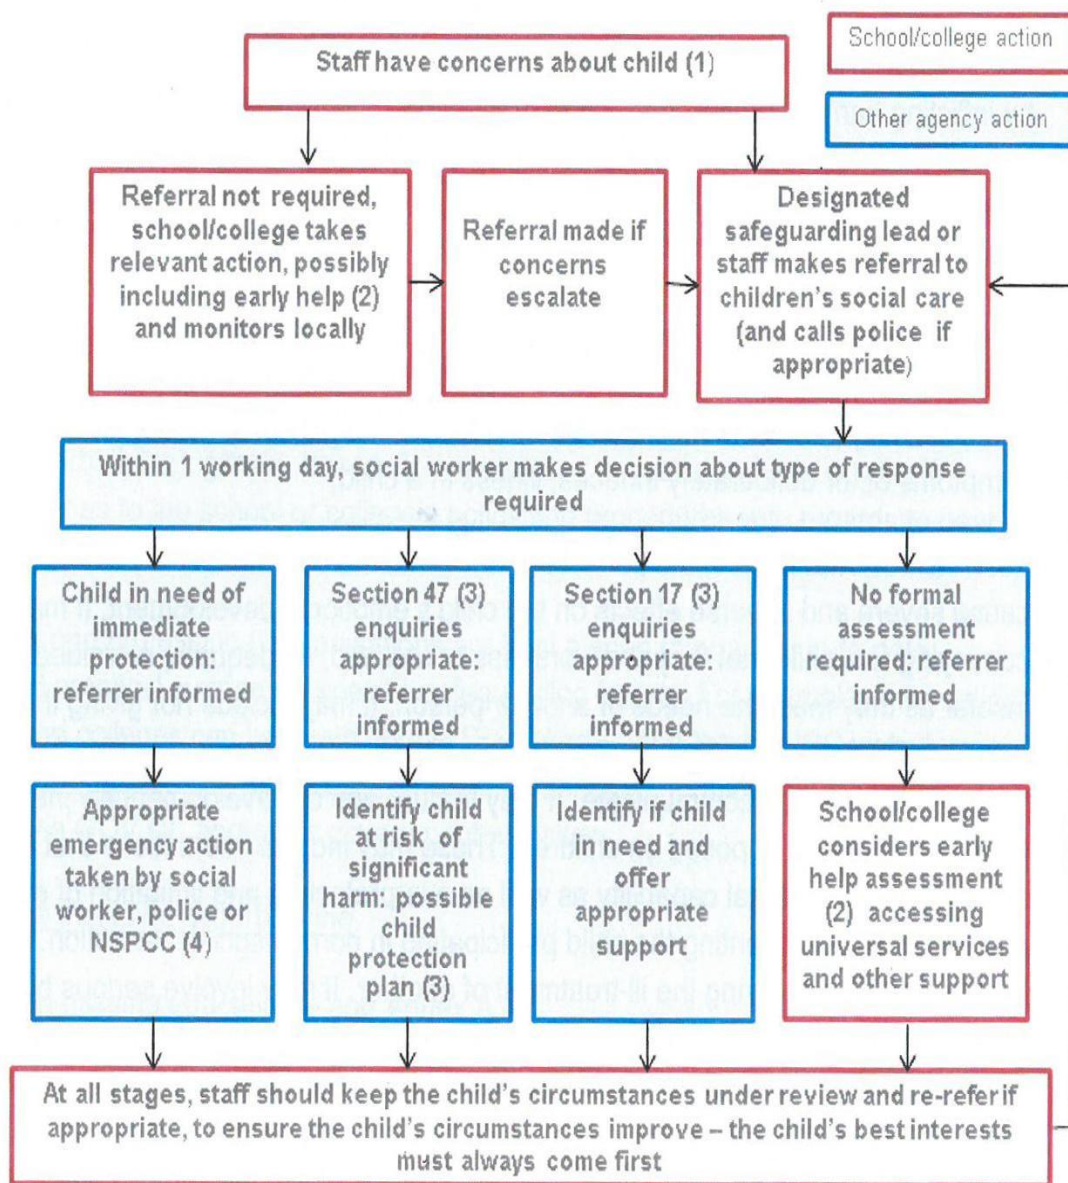 School/college action
Staff have concerns about child (1)
Other agency action
Referral not required,
school/college takes
relevant action, possibly
including early help (2)
and monitors locally
Referral made if
concerns
escalate
Designated
safeguarding lead or
staff makes referral to
children's social care
(and calls police if
appropriate)
Within 1 working day, social worker makes decision about type of response
required
Child in need of
immediate
protection:
referrer informed
Section 47 (3)
enquiries
appropriate:
referrer
informed
Section 17 (3)
enquiries
appropriate:
referrer
informed
No formal
assessment
required: referrer
informed
Appropriate
emergency action
taken by social
worker, police or
NSPCC (4)
Identify child
at risk of
significant
harm: possible
child
protection
plan (3)
Identify if child
in need and
offer
appropriate
support
School/college
considers early
help assessment
(2) accessing
universal services
and other support
At all stages, staff should keep the child's circumstances under review and re-refer if
appropriate, to ensure the child's circumstances improve – the child's best interests
must always come first